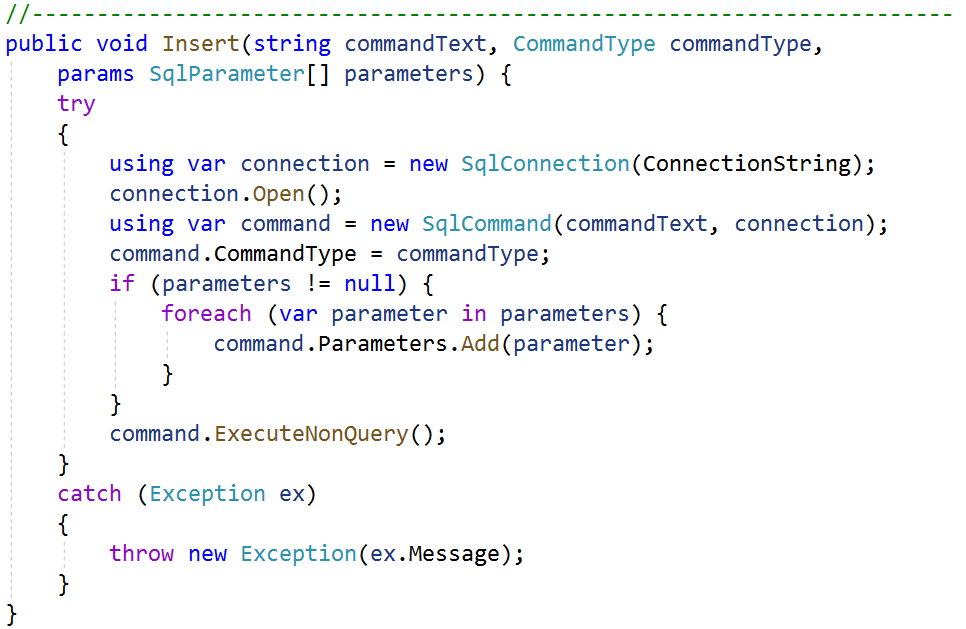 //-----------------------------------------------------------------------
public void Insert(string commandText, CommandType commandType,
    params SqlParameter[] parameters) {
    try
    {
        using var connection = new SqlConnection(ConnectionString);
        connection.Open();
        using var command = new SqlCommand(commandText, connection);
        command.CommandType = commandType;
        if (parameters != null) {
            foreach (var parameter in parameters) {
                command.Parameters.Add(parameter);
            }
        }
        command.ExecuteNonQuery();
    }
    catch (Exception ex)
    {
        throw new Exception(ex.Message);
    }
}